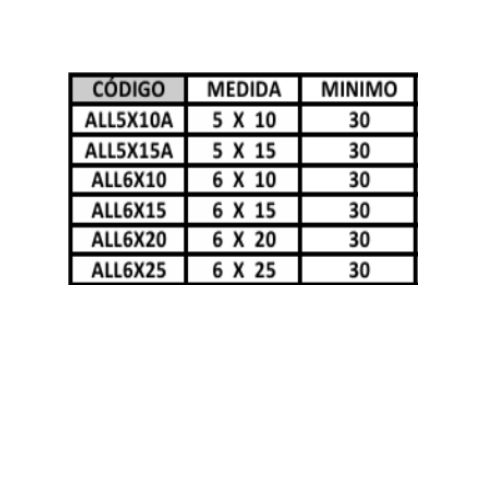 CÓDIGO MEDIDA MINIMO
ALL5X10A 5 X 10 30
ALL5X15A 5 X 15 30
ALL6X10 6 X 10 30
ALL6X15 6 X 15 30
ALL6X20 6 X 20 30
ALL6X25 6 X 25 30